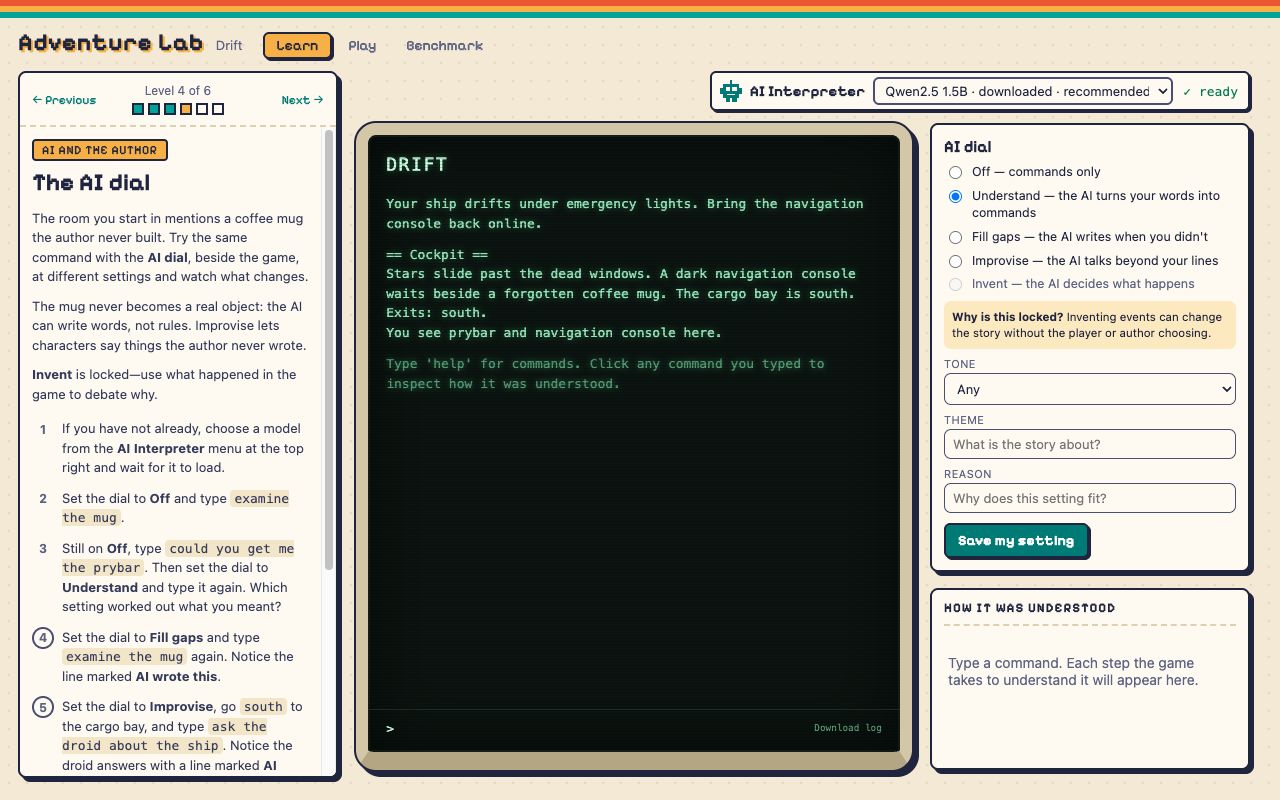 Adventure Lab
Drift
Learn
Play
Benchmark
← Previous
Level 4 of 6
Next →
AI AND THE AUTHOR
The AI dial
The room you start in mentions a coffee mug
the author never built. Try the same
command with the AI dial, beside the game,
at different settings and watch what changes.
The mug never becomes a real object: the AI
can write words, not rules. Improvise lets
characters say things the author never wrote.
Invent is locked—use what happened in the
game to debate why.
1 If you have not already, choose a model
from the AI Interpreter menu at the top
right and wait for it to load.
2 Set the dial to Off and type examine
the mug.
3 Still on Off, type could you get me
the prybar. Then set the dial to
Understand and type it again. Which
setting worked out what you meant?
4 Set the dial to Fill gaps and type
examine the mug again. Notice the
line marked AI wrote this.
5 Set the dial to Improvise, go south to
the cargo bay, and type ask the
droid about the ship. Notice the
droid answers with a line marked AI
AI Interpreter
Qwen2.5 1.5B · downloaded · recommended
✓ ready
DRIFT
Your ship drifts under emergency lights. Bring the navigation
console back online.
== Cockpit ==
Stars slide past the dead windows. A dark navigation console
waits beside a forgotten coffee mug. The cargo bay is south.
Exits: south.
You see prybar and navigation console here.
Type 'help' for commands. Click any command you typed to
inspect how it was understood.
>
Download log
AI dial
Off — commands only
Understand — the AI turns your words into
commands
Fill gaps — the AI writes when you didn't
Improvise — the AI talks beyond your lines
Invent — the AI decides what happens
Why is this locked? Inventing events can change
the story without the player or author choosing.
TONE
Any
THEME
What is the story about?
REASON
Why does this setting fit?
Save my setting
HOW IT WAS UNDERSTOOD
Type a command. Each step the game
takes to understand it will appear here.